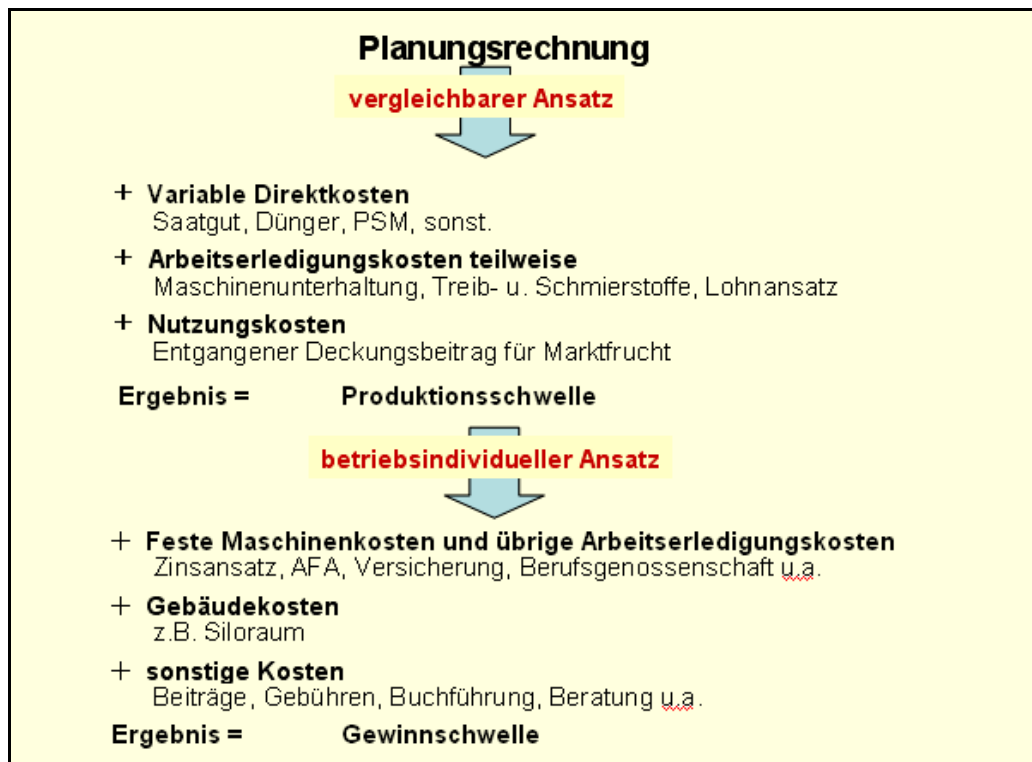 Planungsrechnung
vergleichbarer Ansatz
+ Variable Direktkosten
Saatgut, Dünger, PSM, sonst.
+ Arbeitserledigungskosten teilweise
Maschinenunterhaltung, Treib- u. Schmierstoffe, Lohnansatz
+ Nutzungskosten
Entgangener Deckungsbeitrag für Marktfrucht
Ergebnis = Produktionsschwelle
betriebsindividueller Ansatz
+ Feste Maschinenkosten und übrige Arbeitserledigungskosten
Zinsansatz, AFA, Versicherung, Berufsgenossenschaft u.a.
+ Gebäudekosten
z.B. Siloraum
+ sonstige Kosten
Beiträge, Gebühren, Buchführung, Beratung u.a.
Ergebnis = Gewinnschwelle